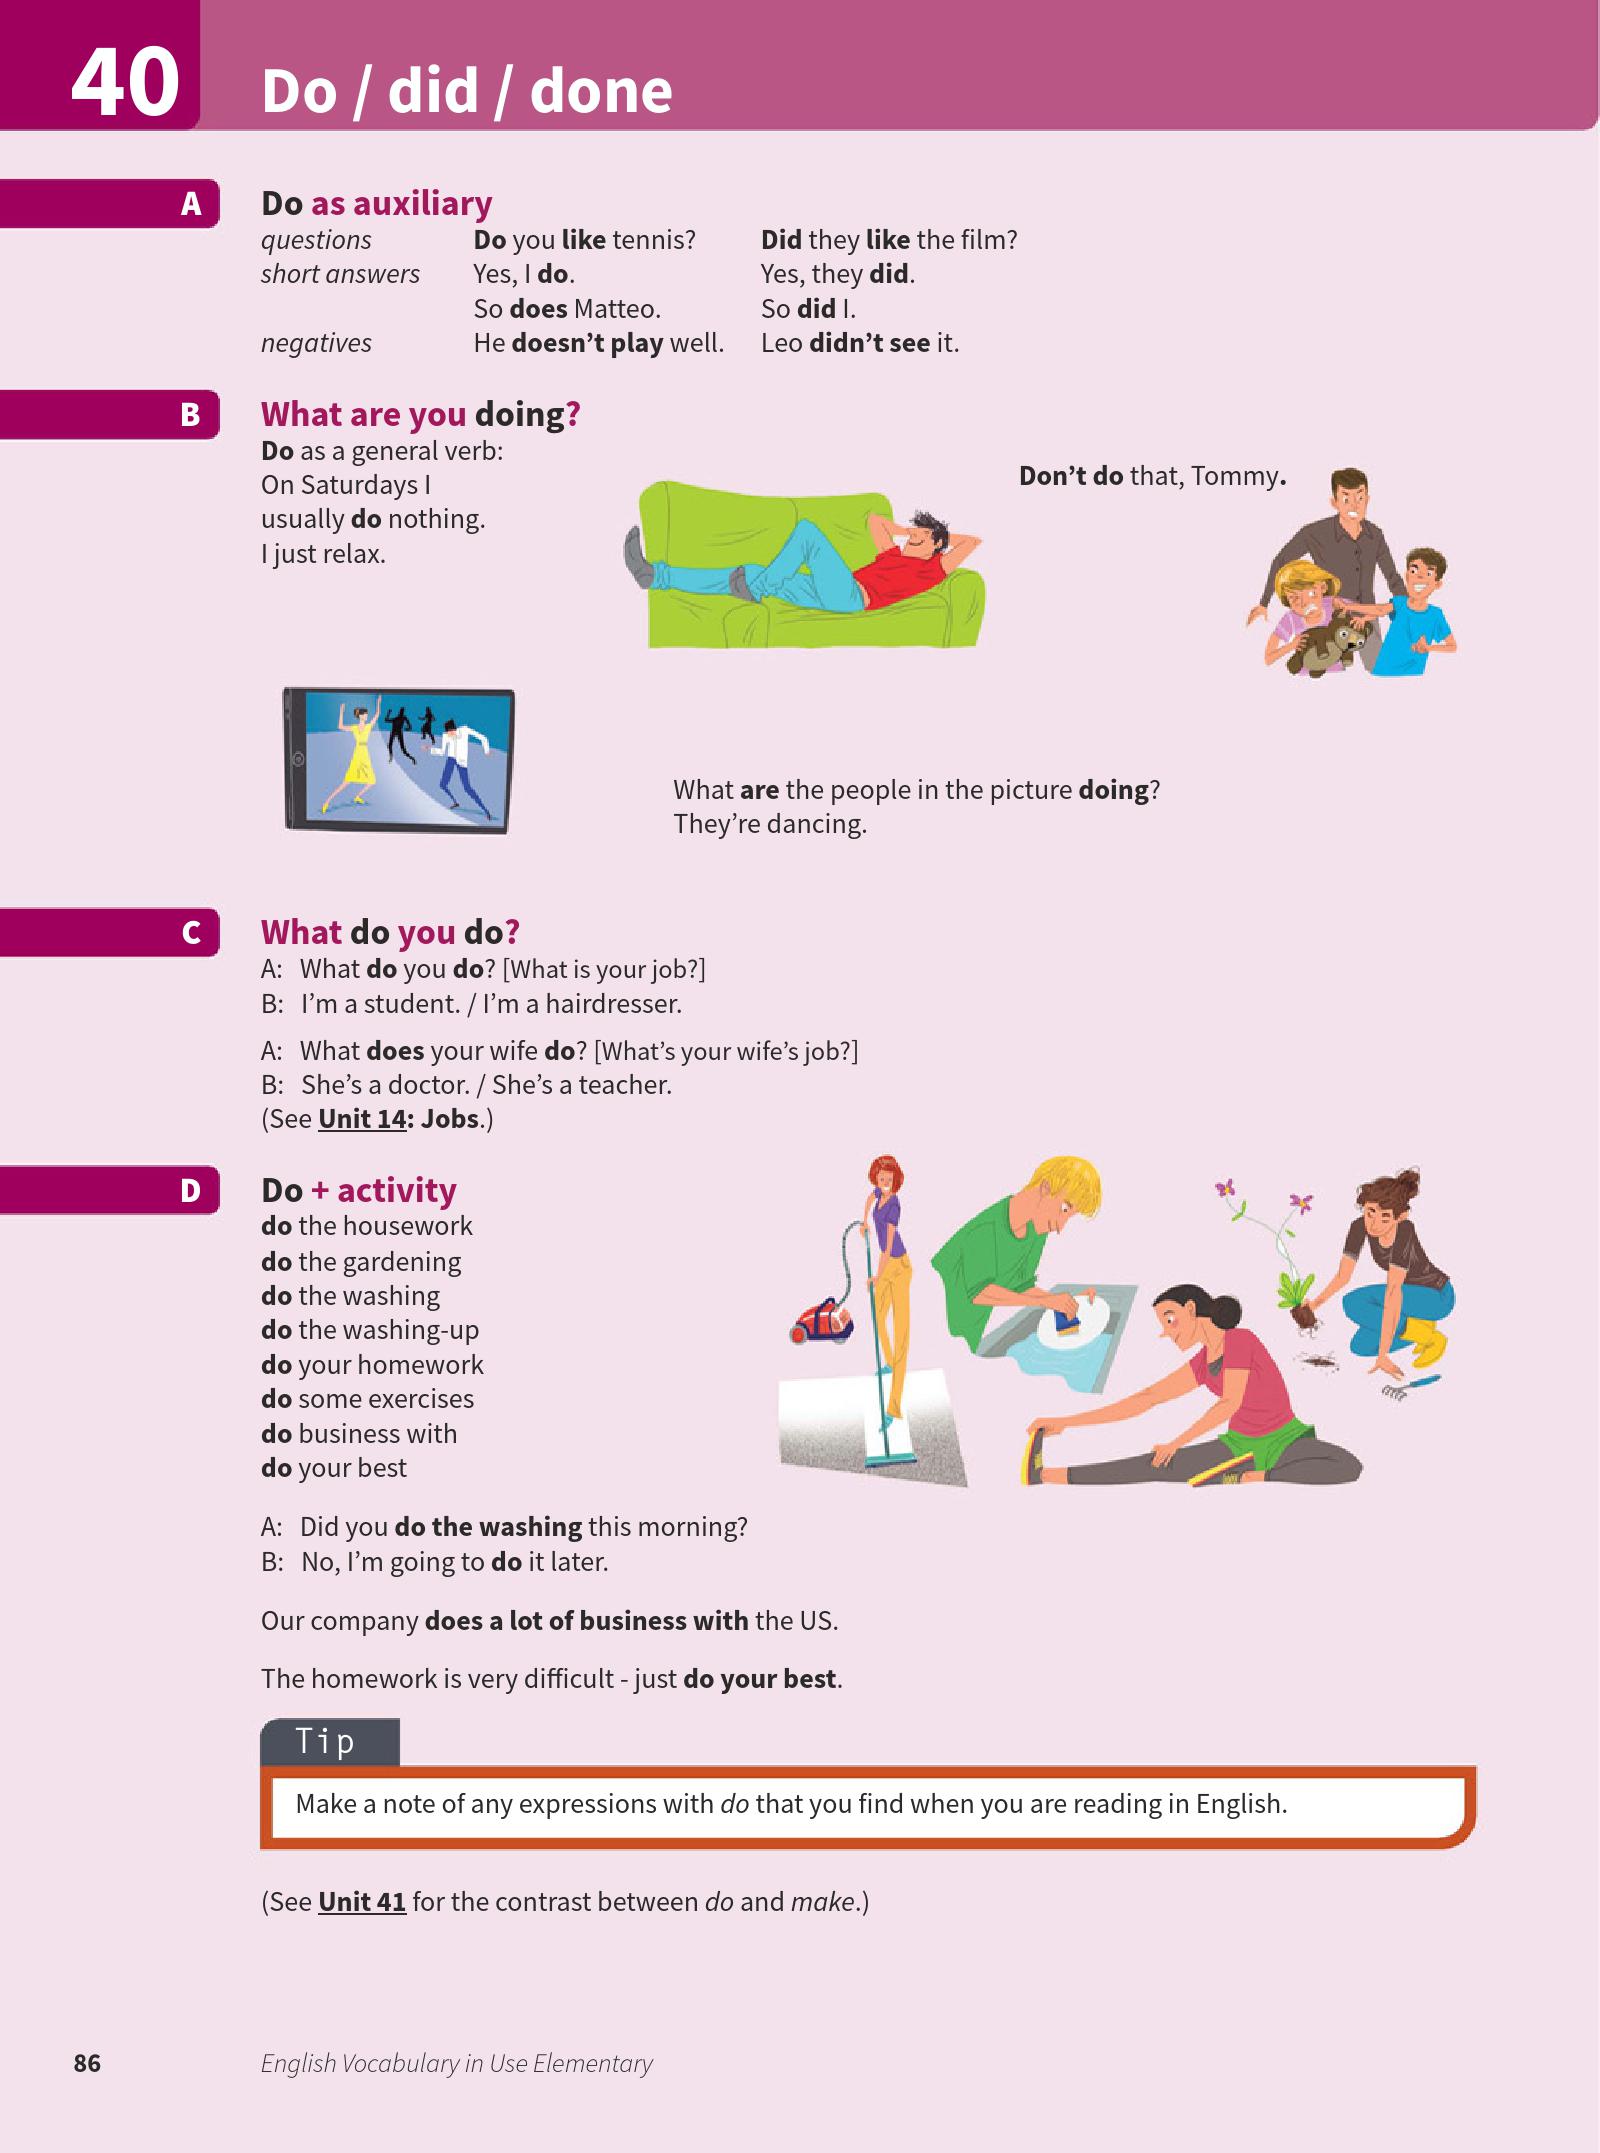 40
Do / did / done
A
Do as auxiliary
questions Do you like tennis? Did they like the film?
short answers Yes, I do. Yes, they did.
So does Matteo. So did I.
negatives He doesn’t play well. Leo didn’t see it.
B
What are you doing?
Do as a general verb:
On Saturdays I
usually do nothing.
I just relax.
Don’t do that, Tommy.
What are the people in the picture doing?
They’re dancing.
C
What do you do?
A: What do you do? [What is your job?]
B: I’m a student. / I’m a hairdresser.
A: What does your wife do? [What’s your wife’s job?]
B: She’s a doctor. / She’s a teacher.
(See Unit 14: Jobs.)
D
Do + activity
do the housework
do the gardening
do the washing
do the washing-up
do your homework
do some exercises
do business with
do your best
A: Did you do the washing this morning?
B: No, I’m going to do it later.
Our company does a lot of business with the US.
The homework is very difficult - just do your best.
Tip
Make a note of any expressions with do that you find when you are reading in English.
(See Unit 41 for the contrast between do and make.)
86
English Vocabulary in Use Elementary